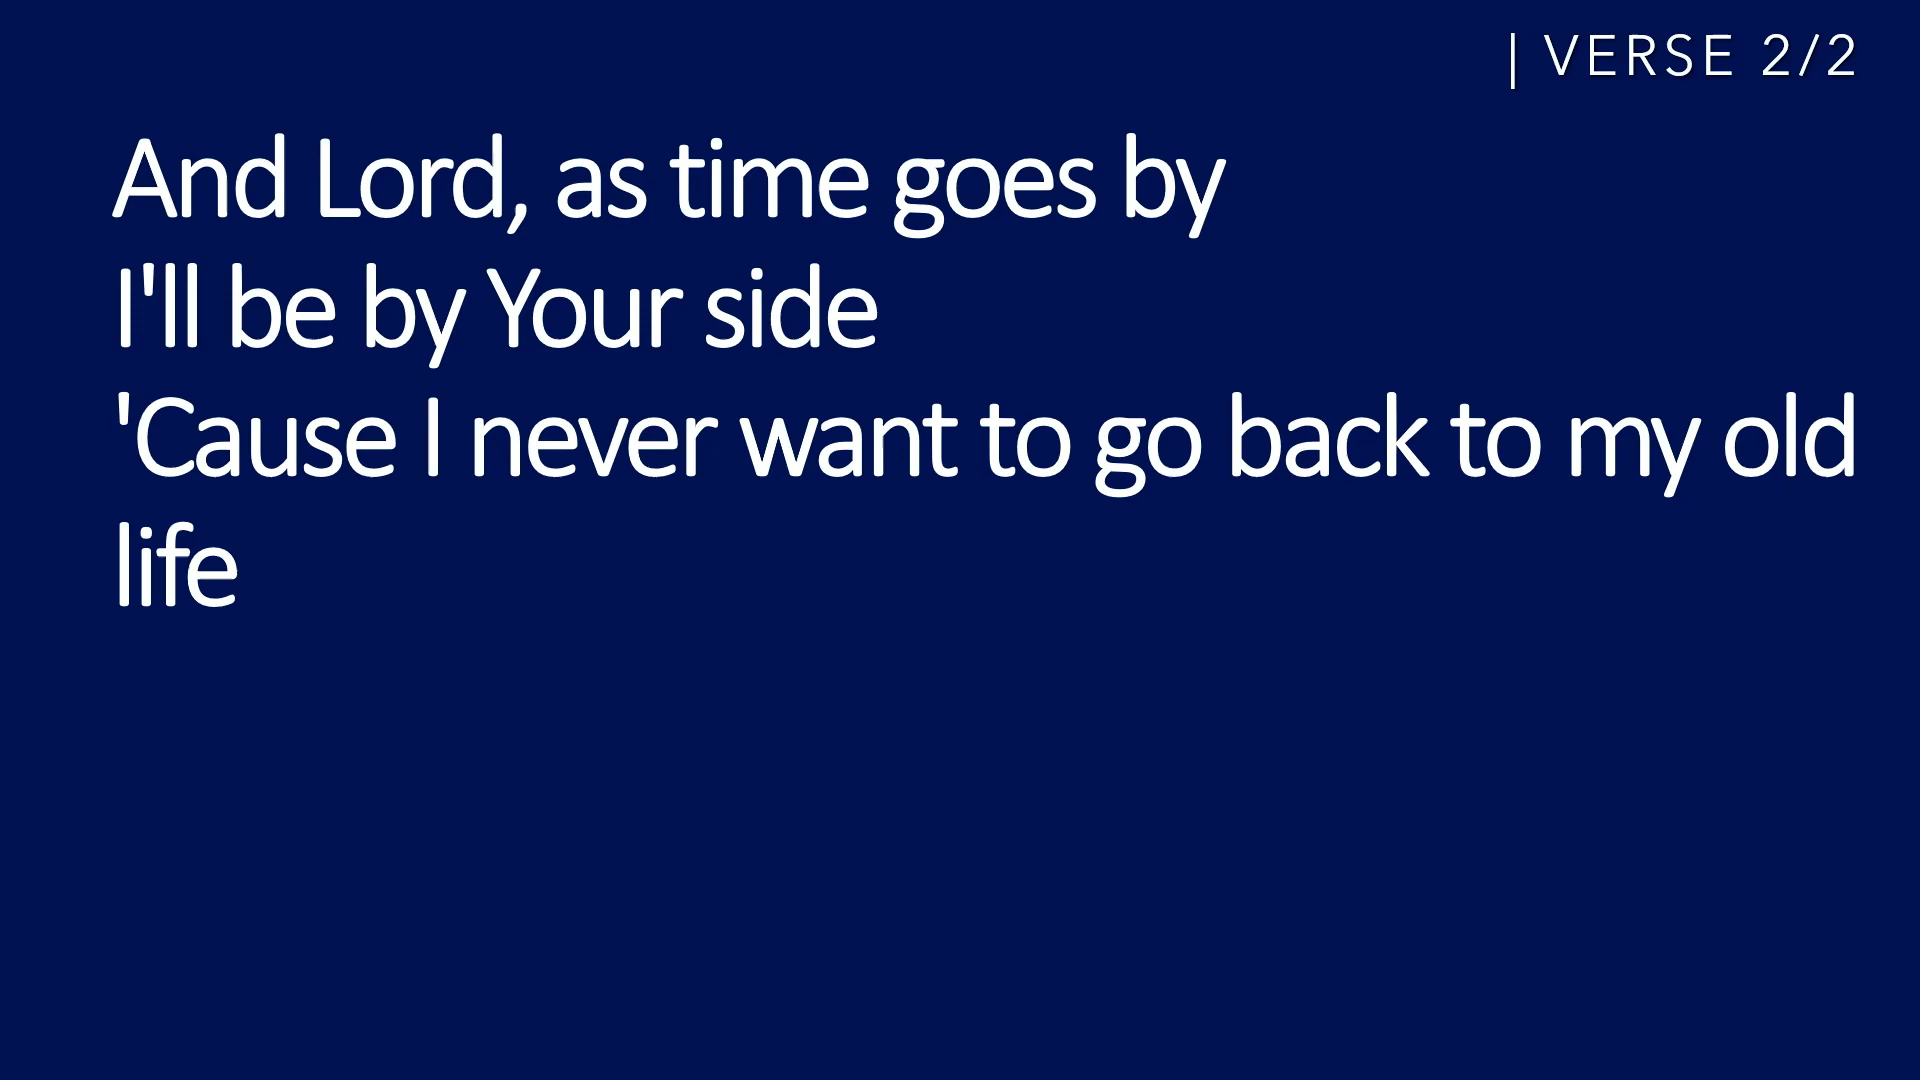 | VERSE 2/2
And Lord, as time goes by
I'll be by Your side
'Cause I never want to go back to my old
life